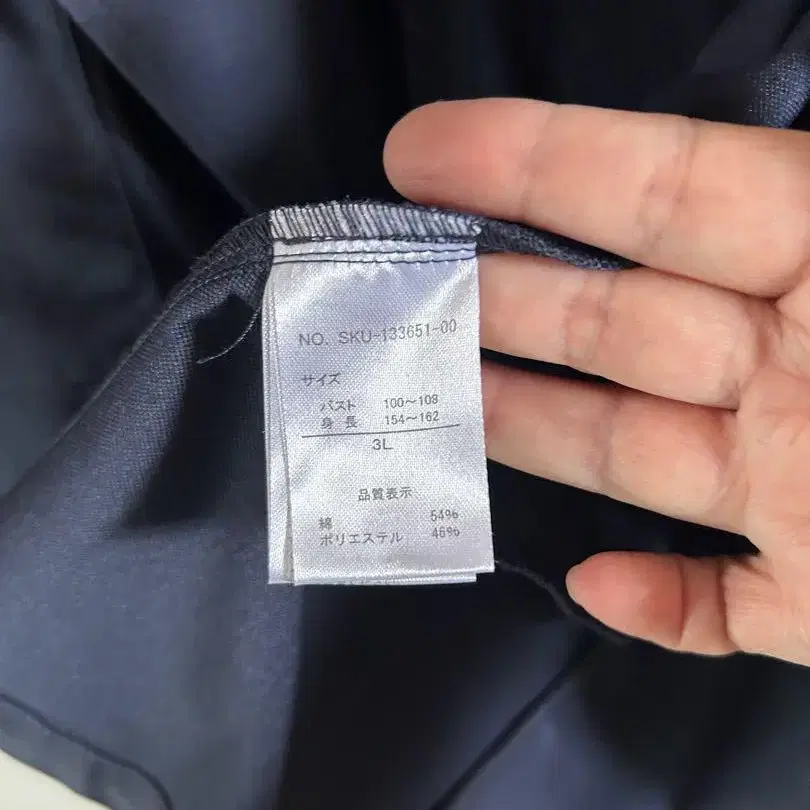 NO. SKU-133651-00
サイズ
バスト 100～108
身長 154～162
3L
品質表示
綿 54%
ポリエステル 46%